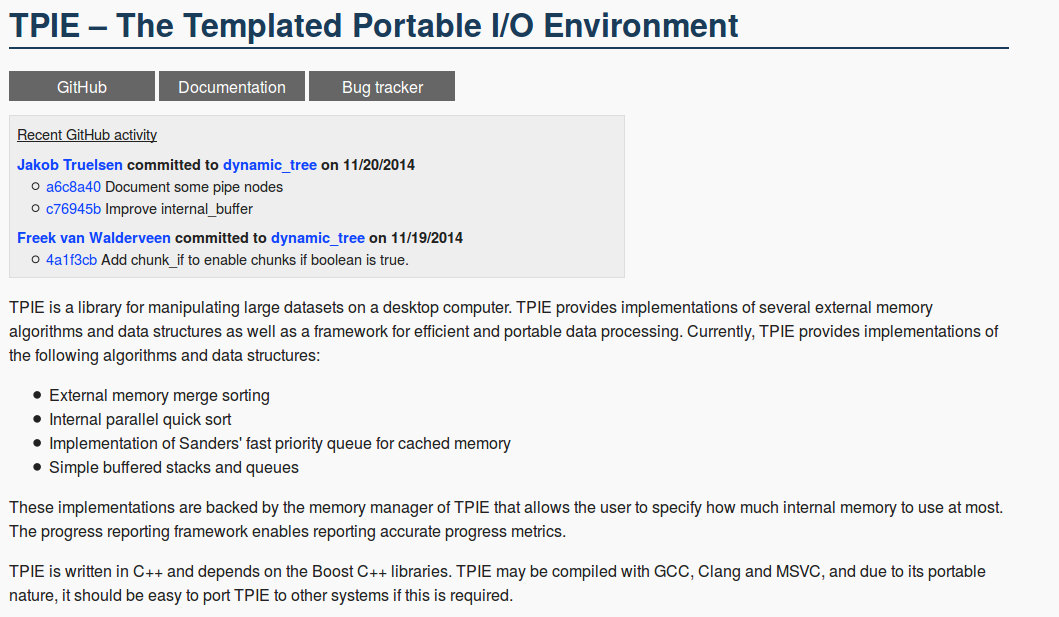 TPIE – The Templated Portable I/O Environment
GitHub
Documentation
Bug tracker
Recent GitHub activity
Jakob Truelsen committed to dynamic_tree on 11/20/2014
a6c8a40 Document some pipe nodes
c76945b Improve internal_buffer
Freek van Walderveen committed to dynamic_tree on 11/19/2014
4a1f3cb Add chunk_if to enable chunks if boolean is true.
TPIE is a library for manipulating large datasets on a desktop computer. TPIE provides implementations of several external memory
algorithms and data structures as well as a framework for efficient and portable data processing. Currently, TPIE provides implementations of
the following algorithms and data structures:
External memory merge sorting
Internal parallel quick sort
Implementation of Sanders' fast priority queue for cached memory
Simple buffered stacks and queues
These implementations are backed by the memory manager of TPIE that allows the user to specify how much internal memory to use at most.
The progress reporting framework enables reporting accurate progress metrics.
TPIE is written in C++ and depends on the Boost C++ libraries. TPIE may be compiled with GCC, Clang and MSVC, and due to its portable
nature, it should be easy to port TPIE to other systems if this is required.